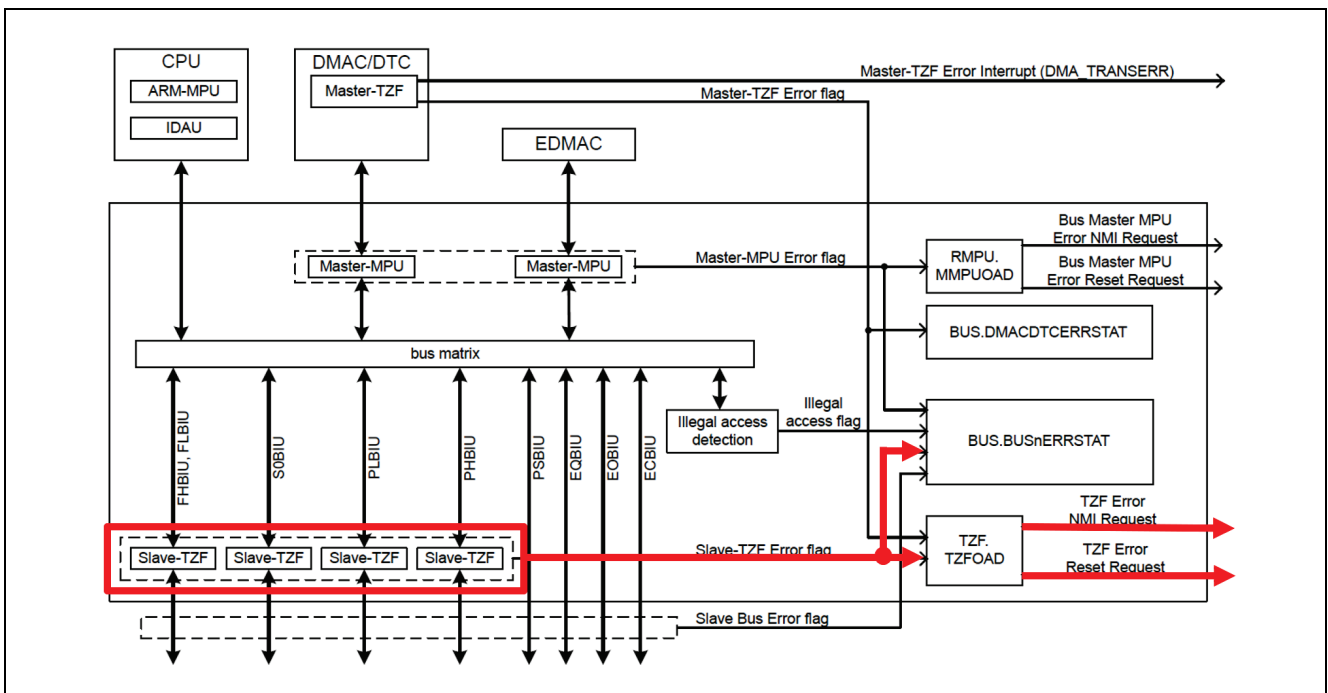 CPU
ARM-MPU
IDAU
DMAC/DTC
Master-TZF
EDMAC
Master-TZF Error Interrupt (DMA_TRANSERR)
Master-TZF Error flag
Master-MPU
Master-MPU
Master-MPU Error flag
RMPU.
MMPUOAD
Bus Master MPU
Error NMI Request
Bus Master MPU
Error Reset Request
BUS.DMACDTCERRSTAT
bus matrix
Illegal access
detection
Illegal
access flag
BUS.BUSnERRSTAT
FHBIU, FLBIU
S0BIU
PLBIU
PHBIU
PSBIU
EQBIU
EOBIU
ECBIU
Slave-TZF
Slave-TZF
Slave-TZF
Slave-TZF
Slave-TZF Error flag
TZF.
TZFOAD
TZF Error
NMI Request
TZF Error
Reset Request
Slave Bus Error flag